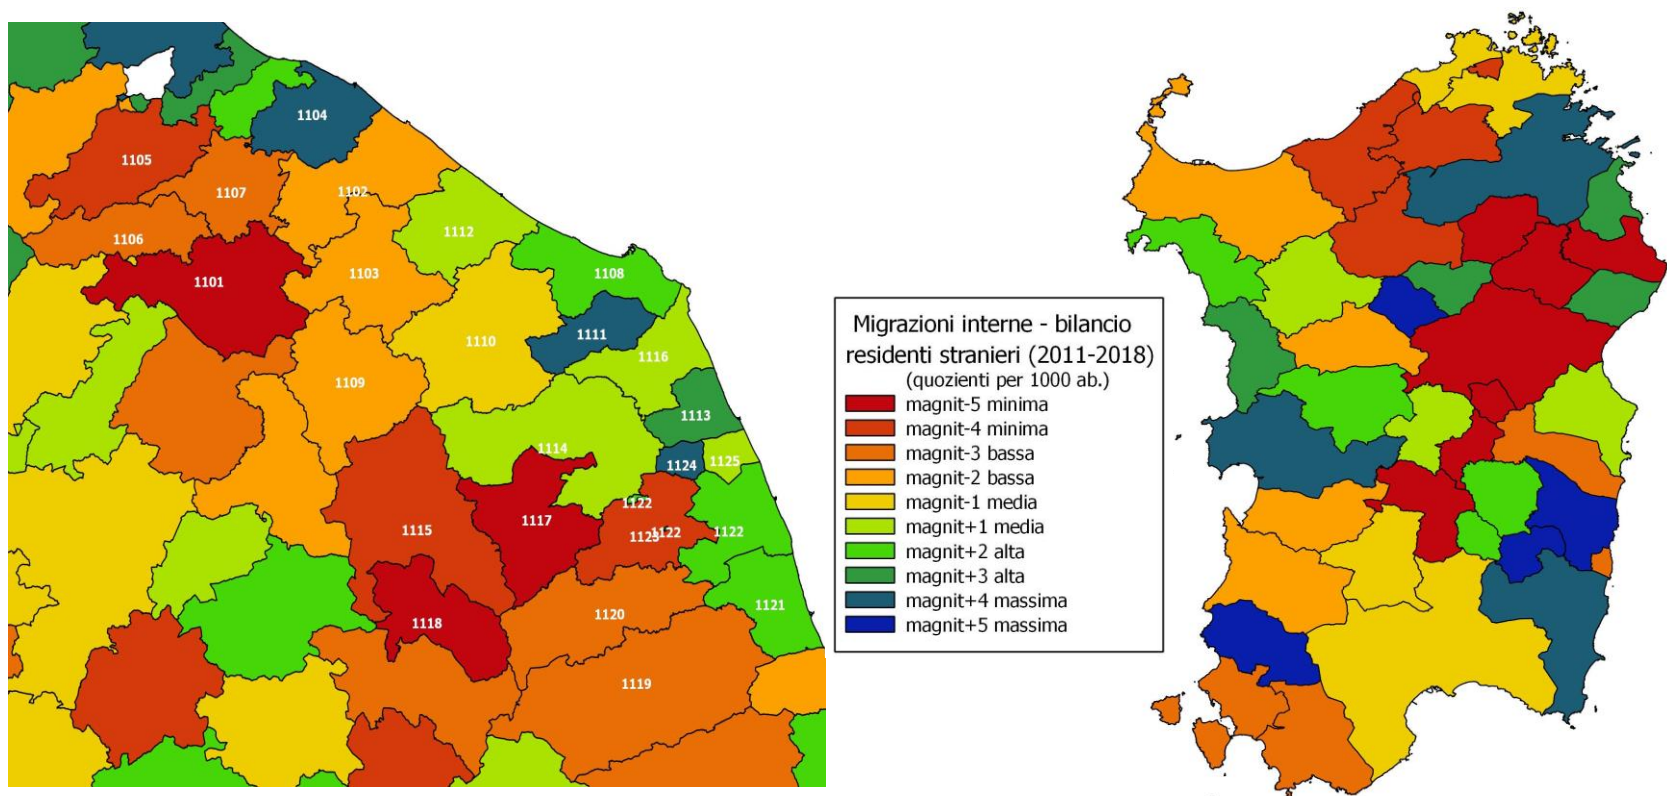 1104
1105
1107
1102
1106
1112
1101
1103
1108
1111
1110
1116
1109
1113
1114
1124
1125
1122
1117
1115
1123
1122
1122
1121
1120
1118
1119
Migrazioni interne - bilancio
residenti stranieri (2011-2018)
(quozienti per 1000 ab.)
magnit-5 minima
magnit-4 minima
magnit-3 bassa
magnit-2 bassa
magnit-1 media
magnit+1 media
magnit+2 alta
magnit+3 alta
magnit+4 massima
magnit+5 massima